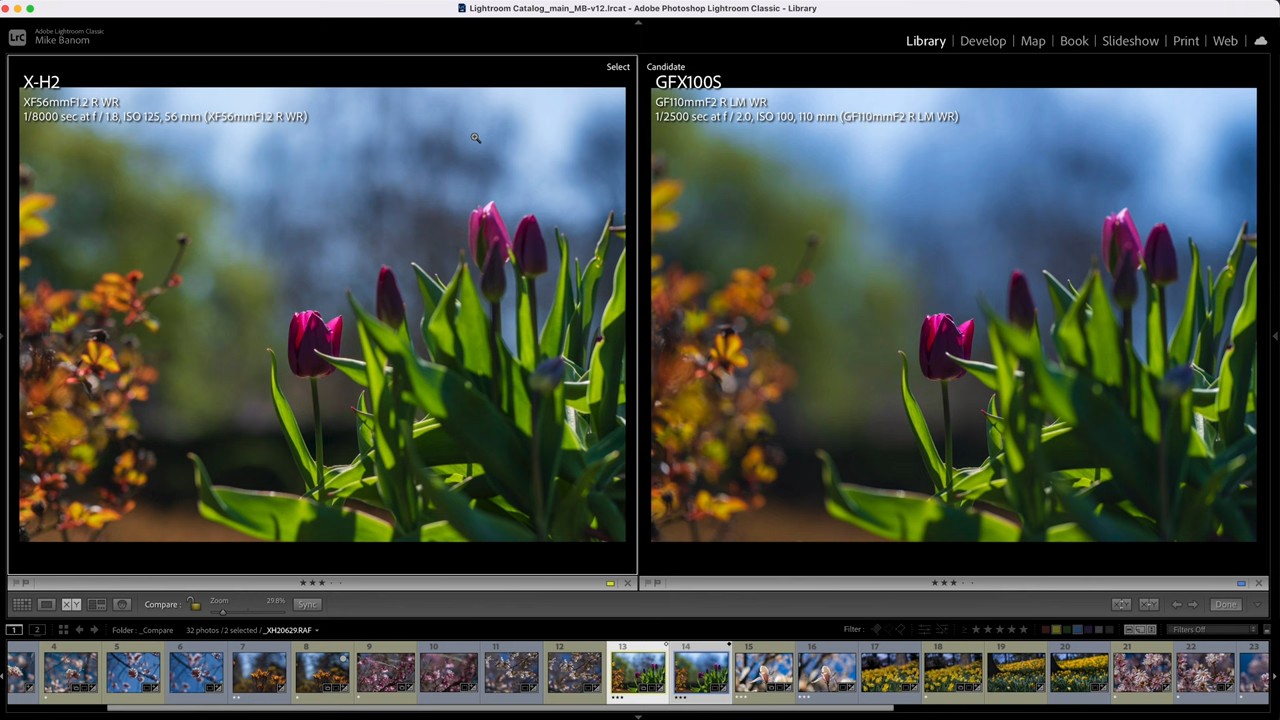 Lightroom Catalog_main_MB-v12.lrcat - Adobe Photoshop Lightroom Classic - Library
LrC
Adobe Lightroom Classic
Mike Banom
Library | Develop | Map | Book | Slideshow | Print | Web
Select
X-H2
XF56mmF1.2 R WR
1/8000 sec at f / 1.8, ISO 125, 56 mm (XF56mmF1.2 R WR)
Candidate
GFX100S
GF110mmF2 R LM WR
1/2500 sec at f / 2.0, ISO 100, 110 mm (GF110mmF2 R LM WR)
XY Compare : Zoom 29.8% Sync Done
1 2 Folder : _Compare 32 photos / 2 selected / _XH20629.RAF Filter : Filters Off
4 5 6 7 8 9 10 11 12 13 14 15 16 17 18 19 20 21 22 23